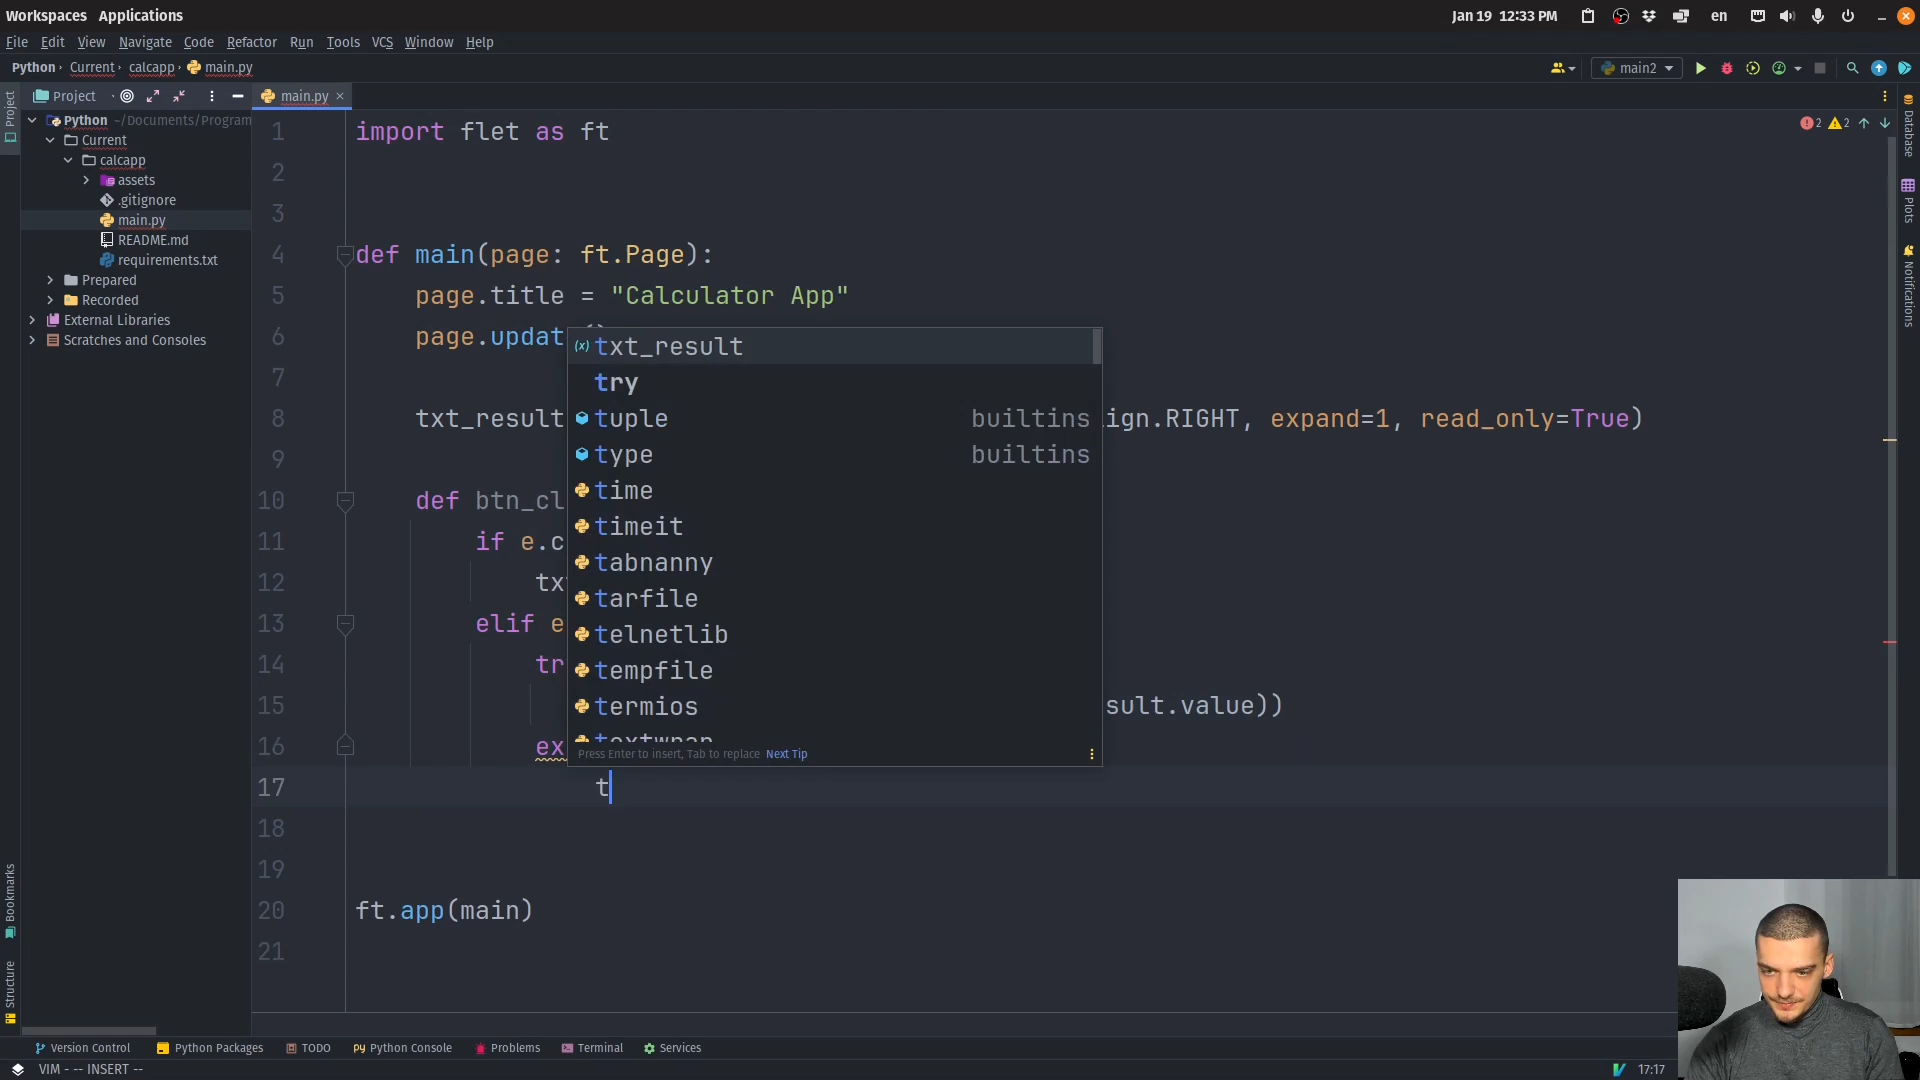 Workspaces Applications
Jan 19 12:33 PM
en
File Edit View Navigate Code Refactor Run Tools VCS Window Help
Python › Current › calcapp › main.py
main2
Project
main.py
Python ~/Documents/Program
Current
calcapp
assets
.gitignore
main.py
README.md
requirements.txt
Prepared
Recorded
External Libraries
Scratches and Consoles
Project
Bookmarks
Structure
Database
Plots
Notifications
2 2
1 import flet as ft
2
3
4 def main(page: ft.Page):
5 page.title = "Calculator App"
6 page.updat
7
8 txt_result lign.RIGHT, expand=1, read_only=True)
9
10 def btn_cl
11 if e.c
12 tx
13 elif e
14 tr
15 sult.value))
16 ex
17 t
18
19
20 ft.app(main)
21
(x) txt_result
try
tuple builtins
type builtins
time
timeit
tabnanny
tarfile
telnetlib
tempfile
termios
textwrap
Press Enter to insert, Tab to replace Next Tip
Version Control Python Packages TODO Python Console Problems Terminal Services
VIM - -- INSERT --
17:17